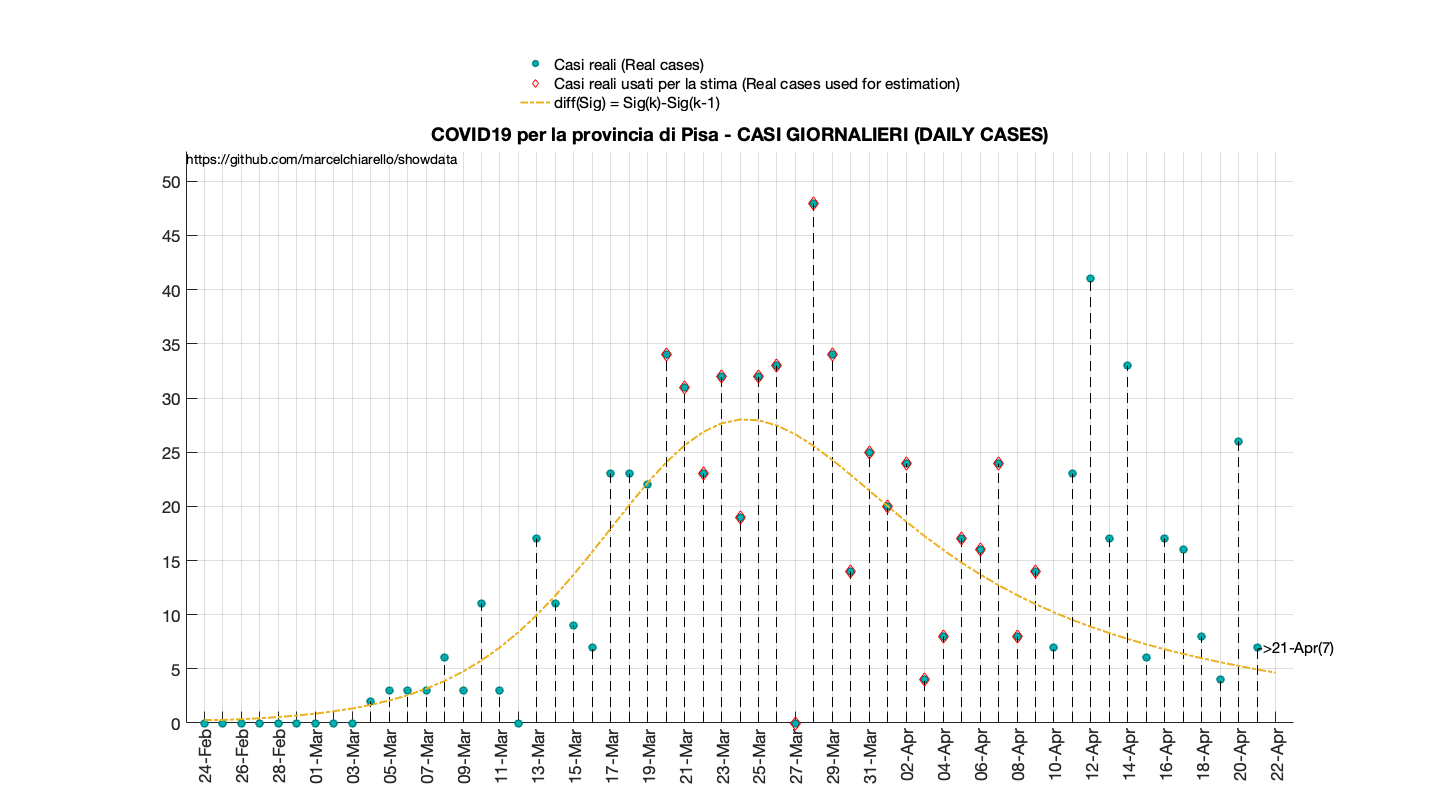 Casi reali (Real cases)
Casi reali usati per la stima (Real cases used for estimation)
diff(Sig) = Sig(k)-Sig(k-1)
COVID19 per la provincia di Pisa - CASI GIORNALIERI (DAILY CASES)
https://github.com/marcelchiarello/showdata
50
45
40
35
30
25
20
15
10
5
0
->21-Apr(7)
24-Feb
26-Feb
28-Feb
01-Mar
03-Mar
05-Mar
07-Mar
09-Mar
11-Mar
13-Mar
15-Mar
17-Mar
19-Mar
21-Mar
23-Mar
25-Mar
27-Mar
29-Mar
31-Mar
02-Apr
04-Apr
06-Apr
08-Apr
10-Apr
12-Apr
14-Apr
16-Apr
18-Apr
20-Apr
22-Apr